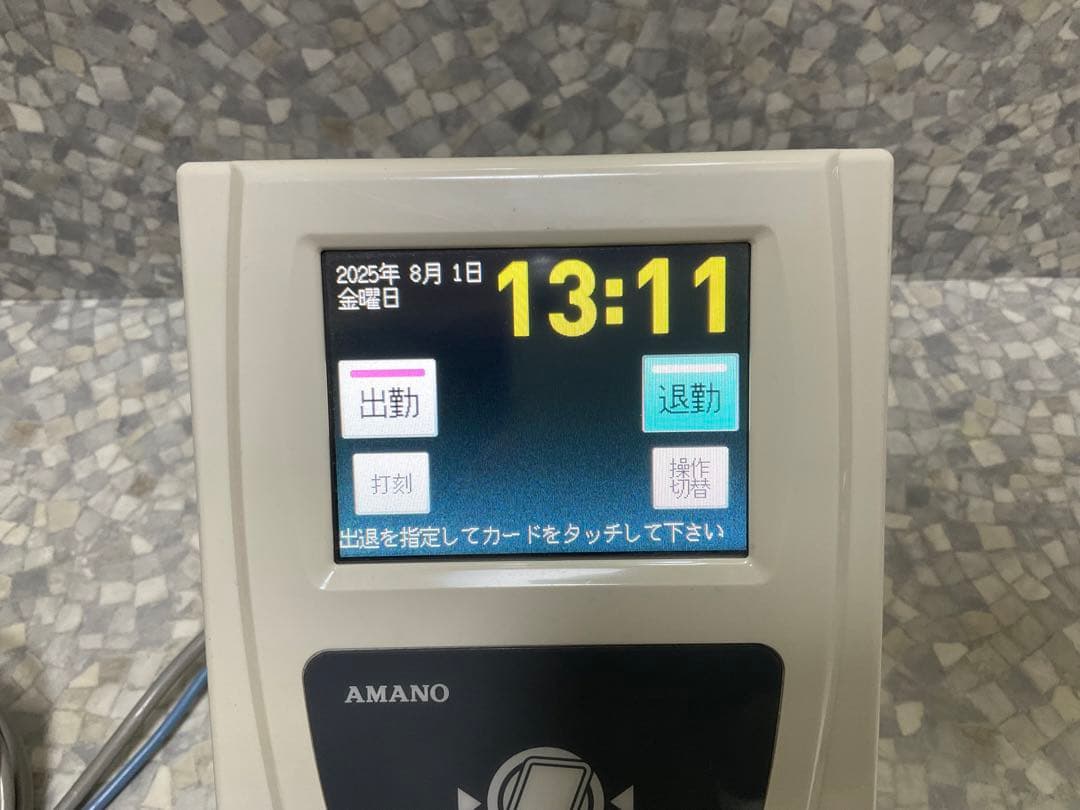 2025年 8月 1日
金曜日
13:11
出勤
退勤
打刻
操作
切替
出退を指定してカードをタッチして下さい
AMANO